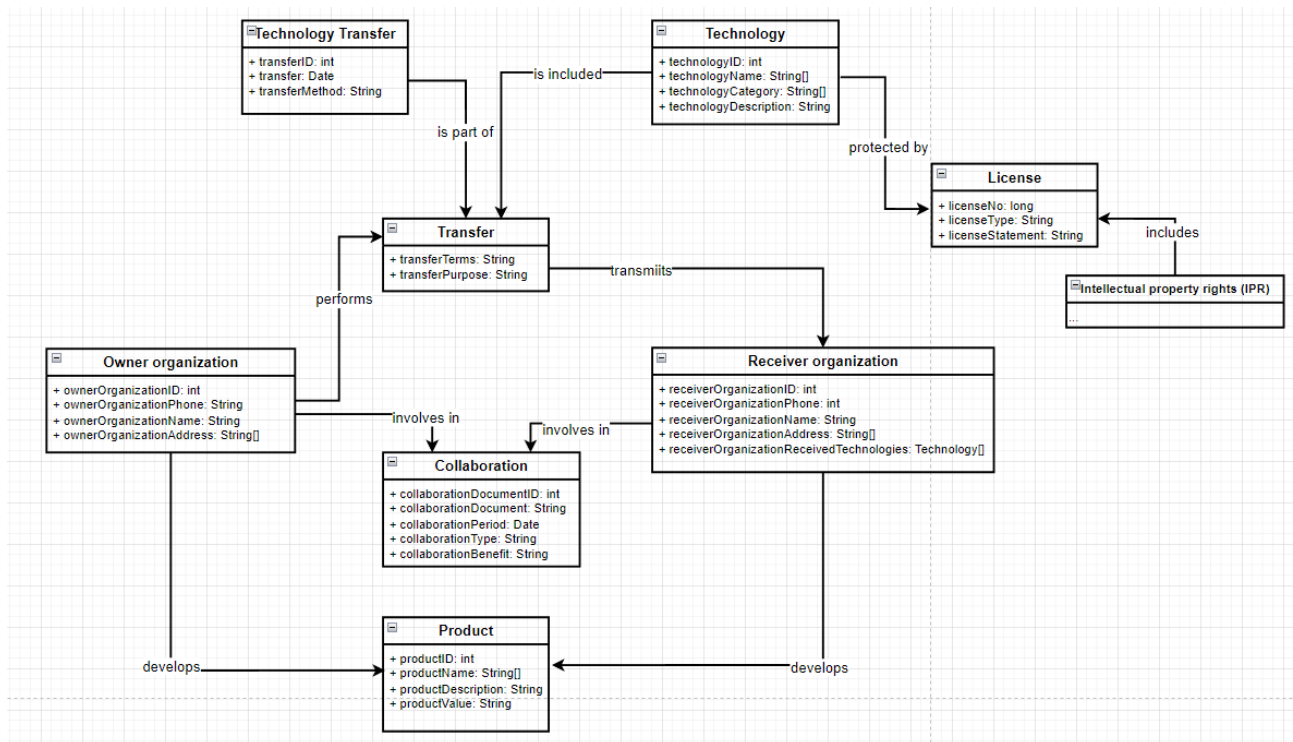 Technology Transfer
+ transferID: int
+ transfer: Date
+ transferMethod: String
Technology
+ technologyID: int
+ technologyName: String[]
+ technologyCategory: String[]
+ technologyDescription: String
is included
is part of
protected by
License
+ licenseNo: long
+ licenseType: String
+ licenseStatement: String
includes
Intellectual property rights (IPR)
...
Transfer
+ transferTerms: String
+ transferPurpose: String
transmiits
performs
Owner organization
+ ownerOrganizationID: int
+ ownerOrganizationPhone: String
+ ownerOrganizationName: String
+ ownerOrganizationAddress: String[]
Receiver organization
+ receiverOrganizationID: int
+ receiverOrganizationPhone: int
+ receiverOrganizationName: String
+ receiverOrganizationAddress: String[]
+ receiverOrganizationReceivedTechnologies: Technology[]
involves in
involves in
Collaboration
+ collaborationDocumentID: int
+ collaborationDocument: String
+ collaborationPeriod: Date
+ collaborationType: String
+ collaborationBenefit: String
Product
+ productID: int
+ productName: String[]
+ productDescription: String
+ productValue: String
develops
develops